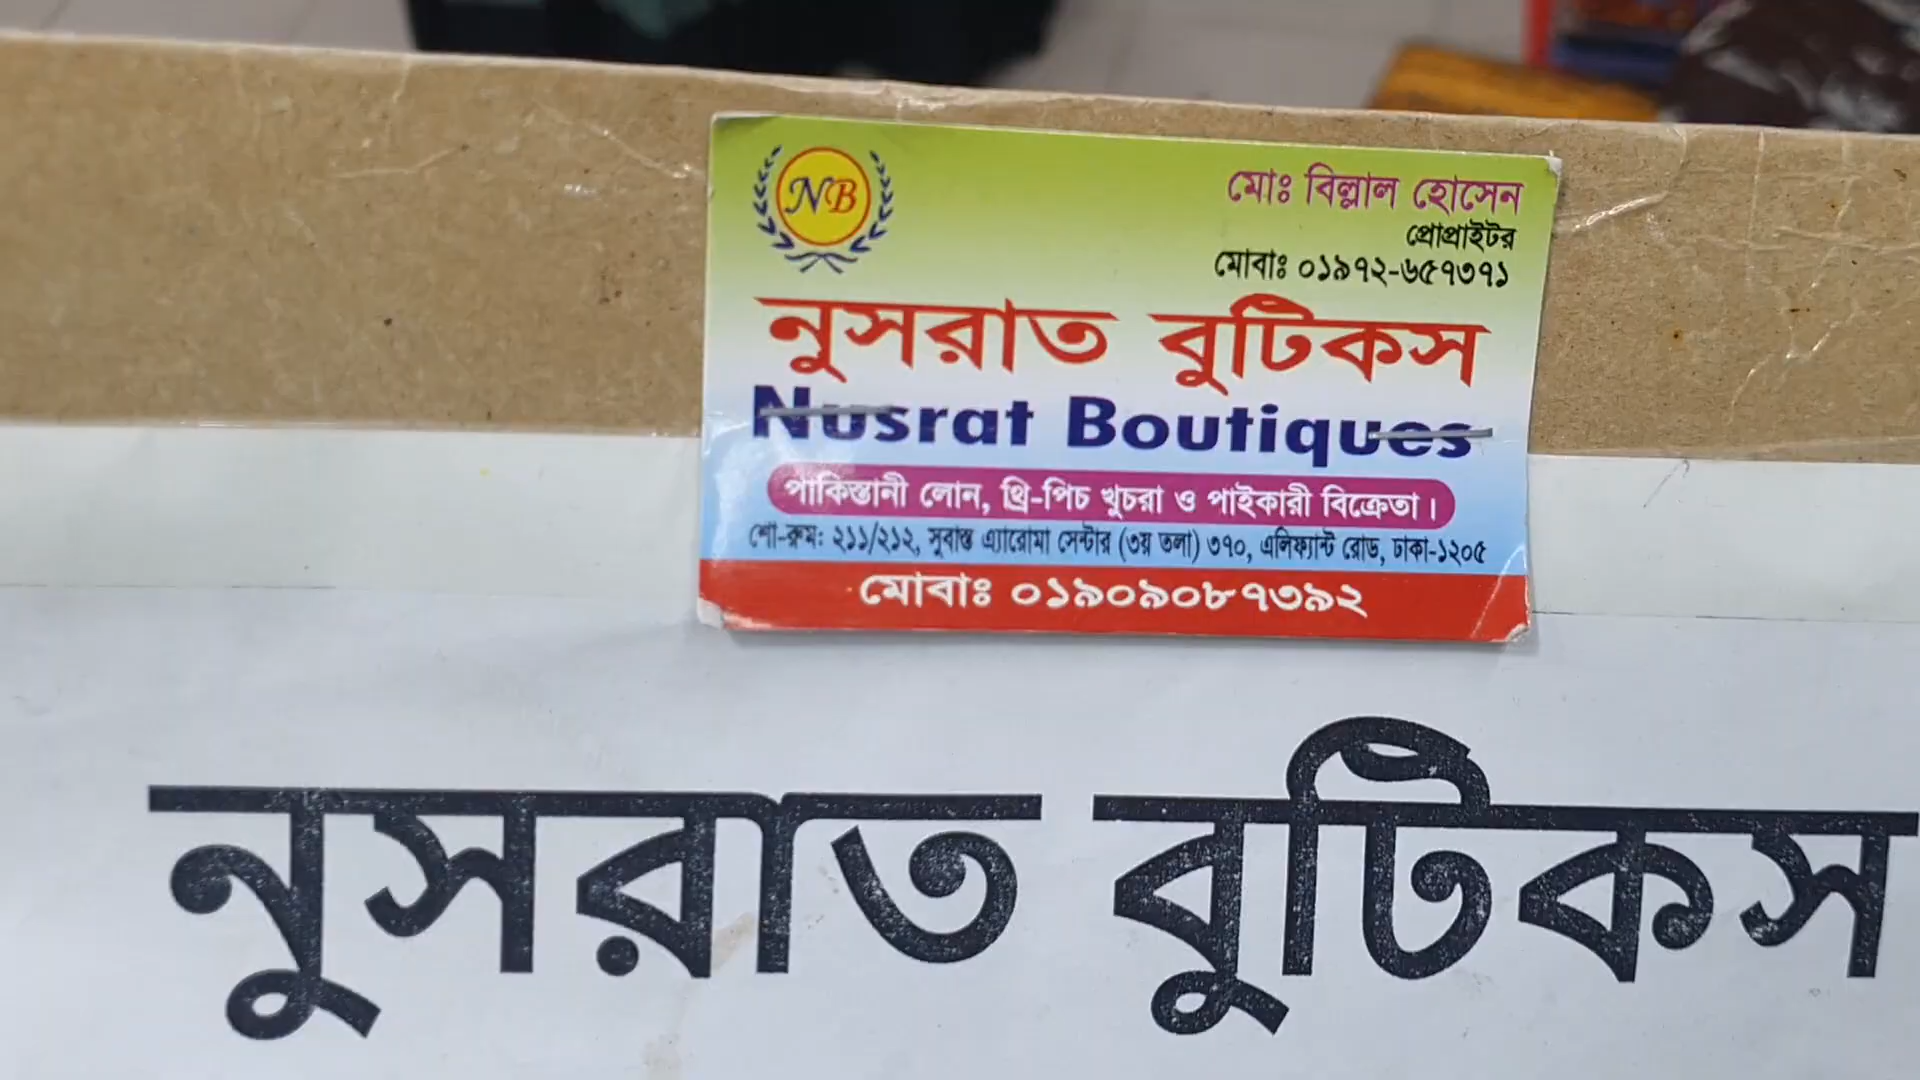 NB
মোঃ বিল্লাল হোসেন
প্রোপ্রাইটর
মোবাঃ ০১৯৭২-৬৫৭৩৭১
নুসরাত বুটিকস
Nusrat Boutiques
পাকিস্তানী লোন, থ্রি-পিচ খুচরা ও পাইকারী বিক্রেতা।
শো-রুম: ২১১/২১২, সুবাস্তু এ্যারোমা সেন্টার (৩য় তলা) ৩৭০, এলিফ্যান্ট রোড, ঢাকা-১২০৫
মোবাঃ ০১৯০৯০৮৭৩৯২
নুসরাত বুটিকস